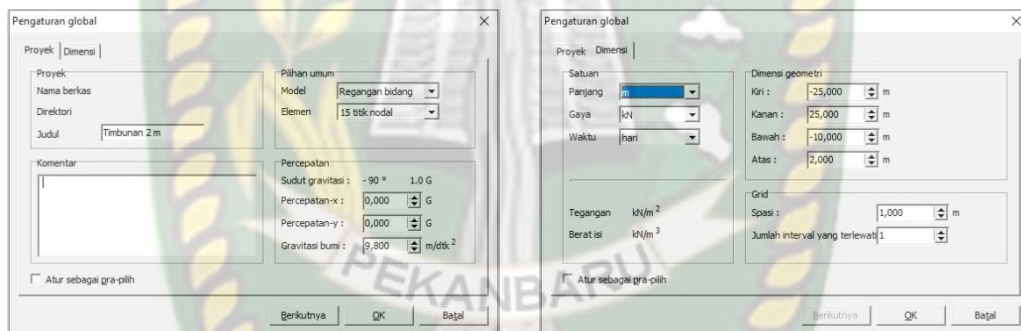 Pengaturan global
Proyek Dimensi
Proyek
Nama berkas
Direktori
Judul Timbunan 2 m
Komentar
Pilihan umum
Model Regangan bidang
Elemen 15 titik nodal
Percepatan
Sudut gravitasi : - 90 ° 1.0 G
Percepatan-x : 0,000 G
Percepatan-y : 0,000 G
Gravitasi bumi : 9,800 m/dtk 2
Atur sebagai pra-pilih
Berikutnya OK Batal
Pengaturan global
Proyek Dimensi
Satuan
Panjang m
Gaya kN
Waktu hari
Tegangan kN/m 2
Berat isi kN/m 3
Dimensi geometri
Kiri : -25,000 m
Kanan : 25,000 m
Bawah : -10,000 m
Atas : 2,000 m
Grid
Spasi : 1,000 m
Jumlah interval yang terlewati 1
Atur sebagai pra-pilih
Berikutnya OK Batal
PEKANBARU